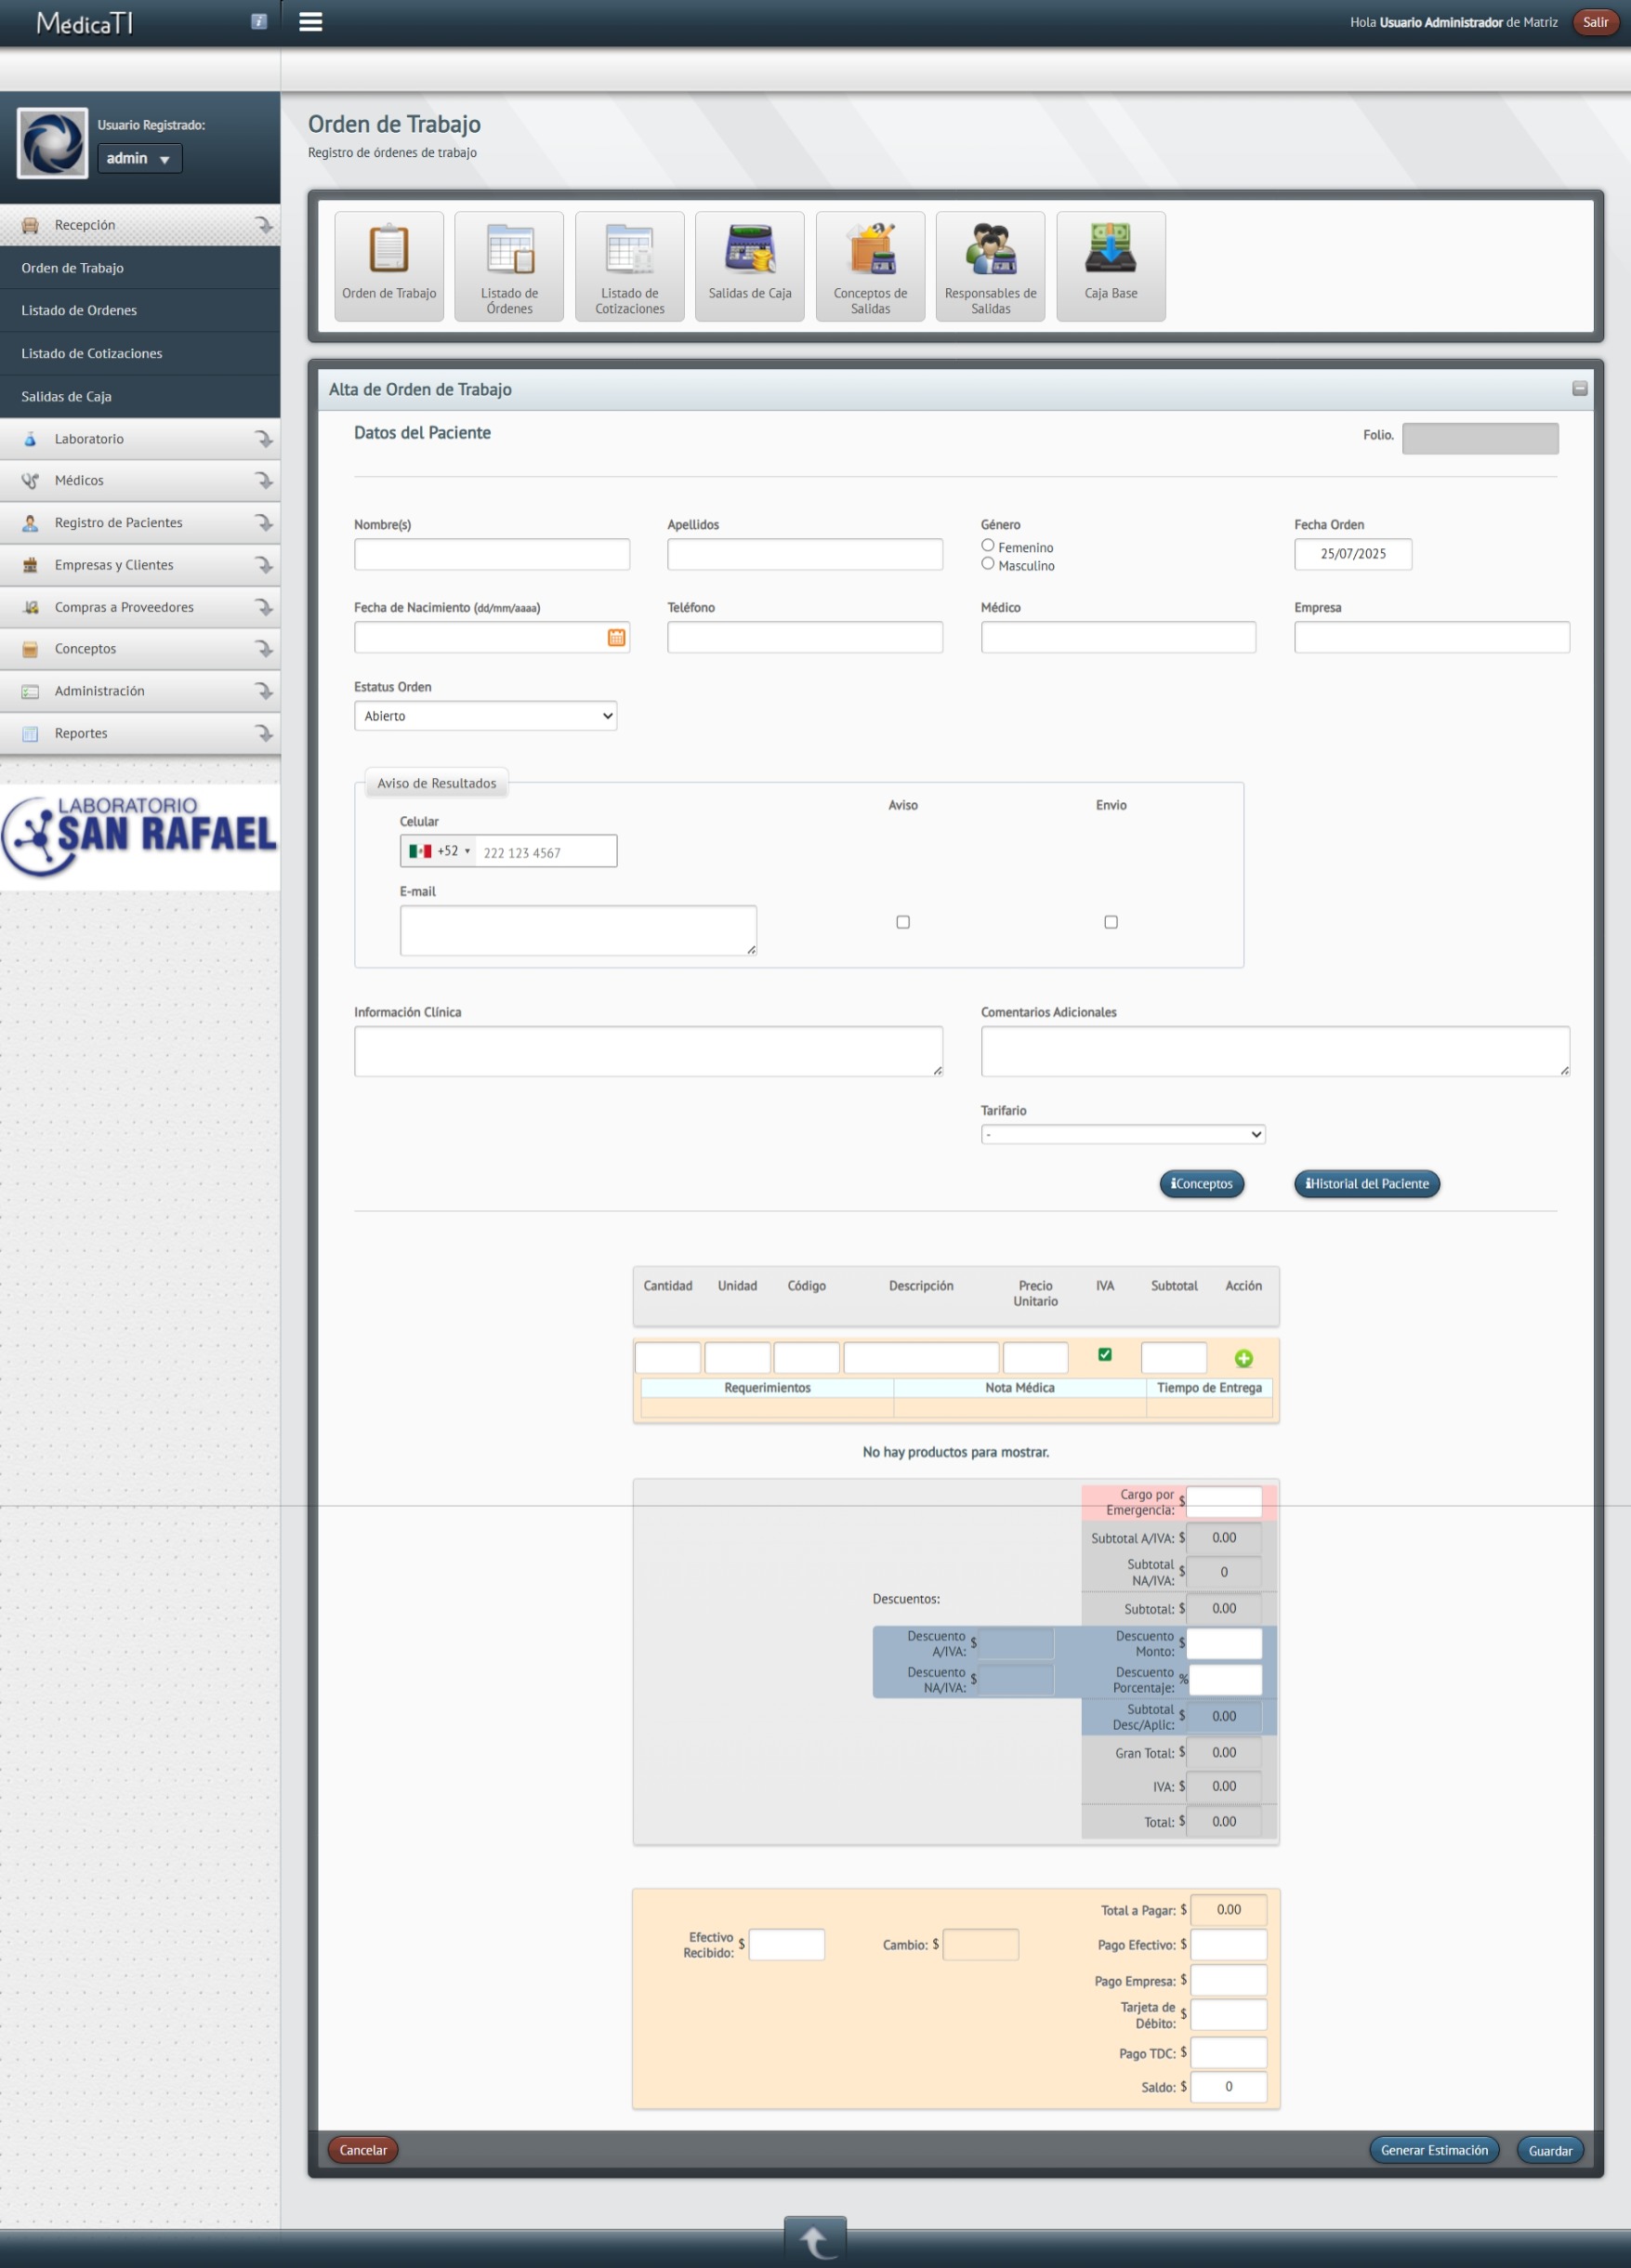 MédicaTI
i
Hola Usuario Administrador de Matriz
Salir
Usuario Registrado:
admin
Recepción
Orden de Trabajo
Listado de Ordenes
Listado de Cotizaciones
Salidas de Caja
Laboratorio
Médicos
Registro de Pacientes
Empresas y Clientes
Compras a Proveedores
Conceptos
Administración
Reportes
LABORATORIO
SAN RAFAEL
Orden de Trabajo
Registro de órdenes de trabajo
Orden de Trabajo
Listado de
Órdenes
Listado de
Cotizaciones
Salidas de Caja
Conceptos de
Salidas
Responsables de
Salidas
Caja Base
Alta de Orden de Trabajo
Datos del Paciente
Folio.
Nombre(s)
Apellidos
Género
Femenino
Masculino
Fecha Orden
25/07/2025
Fecha de Nacimiento (dd/mm/aaaa)
Teléfono
Médico
Empresa
Estatus Orden
Abierto
Aviso de Resultados
Aviso
Envio
Celular
+52
222 123 4567
E-mail
Información Clínica
Comentarios Adicionales
Tarifario
-
iConceptos
iHistorial del Paciente
Cantidad Unidad Código Descripción Precio Unitario IVA Subtotal Acción
Requerimientos Nota Médica Tiempo de Entrega
No hay productos para mostrar.
Cargo por
Emergencia: $
Subtotal A/IVA: $ 0.00
Subtotal
NA/IVA: $ 0
Descuentos:
Subtotal: $ 0.00
Descuento
A/IVA: $
Descuento
Monto: $
Descuento
NA/IVA: $
Descuento
Porcentaje: %
Subtotal
Desc/Aplic: $ 0.00
Gran Total: $ 0.00
IVA: $ 0.00
Total: $ 0.00
Total a Pagar: $ 0.00
Efectivo
Recibido: $
Cambio: $
Pago Efectivo: $
Pago Empresa: $
Tarjeta de
Débito: $
Pago TDC: $
Saldo: $ 0
Cancelar
Generar Estimación
Guardar